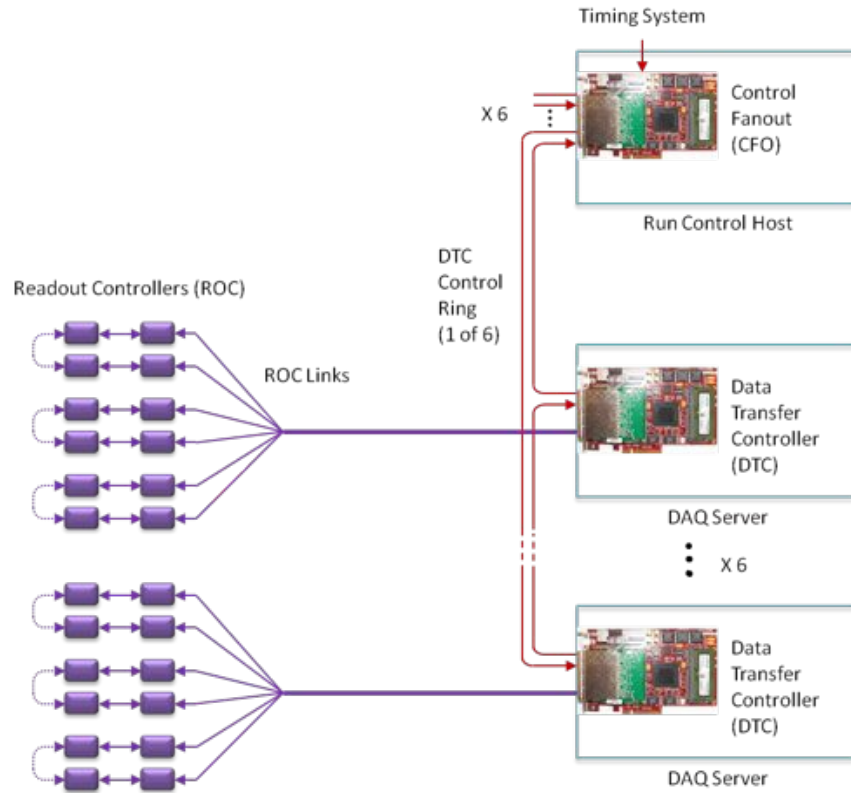 Timing System
Control
Fanout
(CFO)
X 6
Run Control Host
DTC
Control
Ring
(1 of 6)
Readout Controllers (ROC)
ROC Links
Data
Transfer
Controller
(DTC)
DAQ Server
X 6
Data
Transfer
Controller
(DTC)
DAQ Server